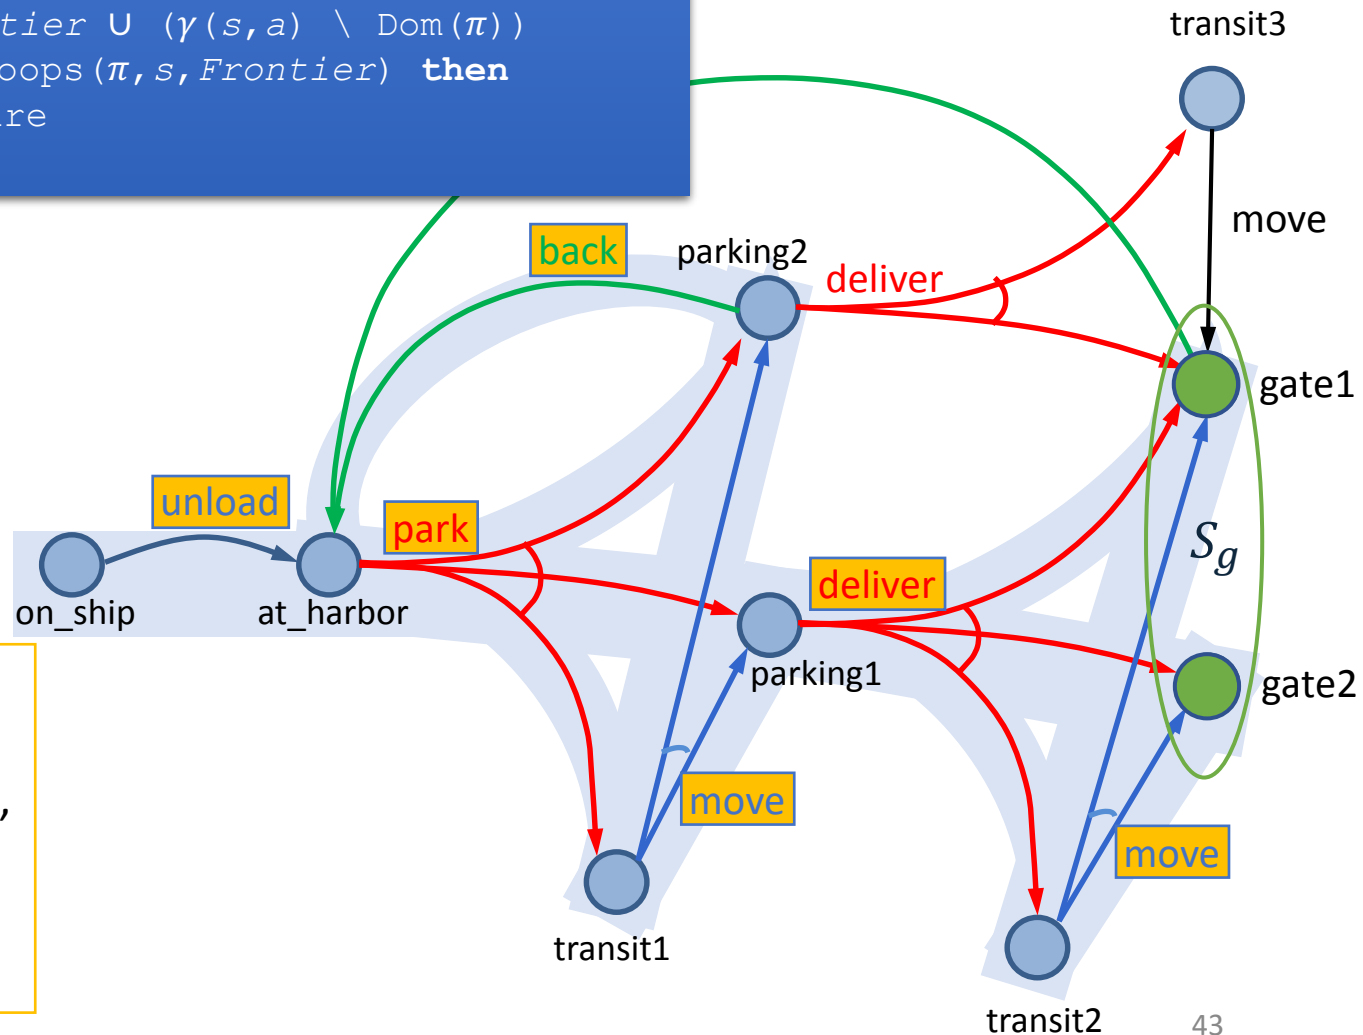 tier ∪ (γ(s,a) \ Dom(π))
oops(π,s,Frontier) then
re
transit3
move
back
parking2
deliver
gate1
unload
park
S_g
on_ship
at_harbor
deliver
parking1
gate2
move
,
move
transit1
transit2
43